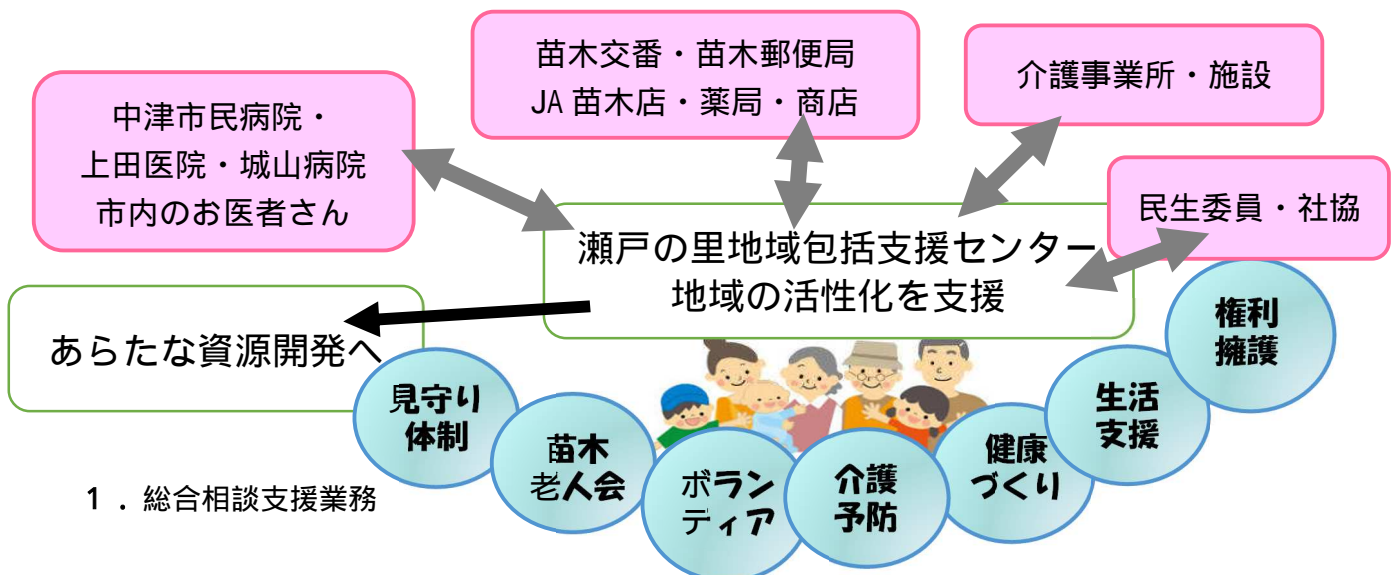 苗木交番・苗木郵便局
JA 苗木店・薬局・商店
介護事業所・施設
中津市民病院・
上田医院・城山病院
市内のお医者さん
民生委員・社協
瀬戸の里地域包括支援センター
地域の活性化を支援
あらたな資源開発へ
権利
擁護
生活
支援
見守り
体制
苗木
老人会
ボラン
ティア
介護
予防
健康
づくり
1．総合相談支援業務